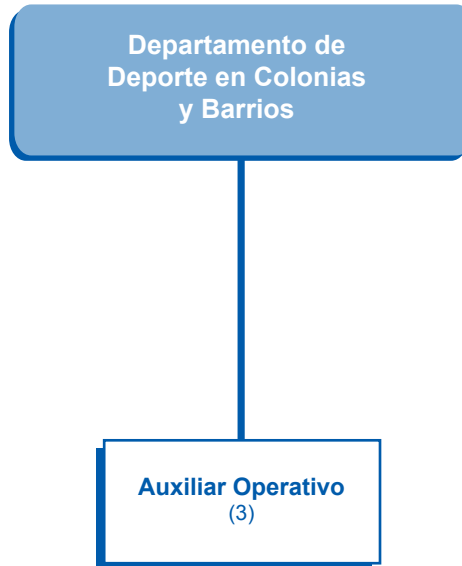 Departamento de
Deporte en Colonias
y Barrios
Auxiliar Operativo
(3)